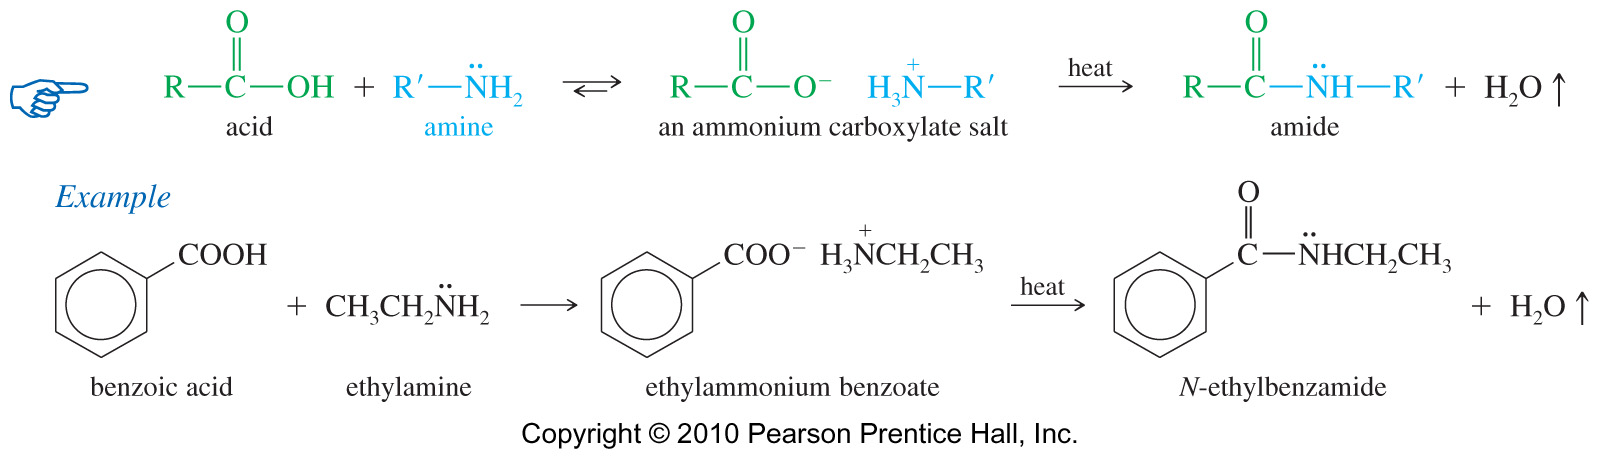 O O O
R—C—OH + R′—N̈H₂ ⇌ R—C—O⁻ H₃N⁺—R′ heat → R—C—N̈H—R′ + H₂O ↑
acid amine an ammonium carboxylate salt amide
Example
O
COOH COO⁻ H₃N⁺CH₂CH₃ C—N̈HCH₂CH₃
+ CH₃CH₂N̈H₂ → heat → + H₂O ↑
benzoic acid ethylamine ethylammonium benzoate N-ethylbenzamide
Copyright © 2010 Pearson Prentice Hall, Inc.